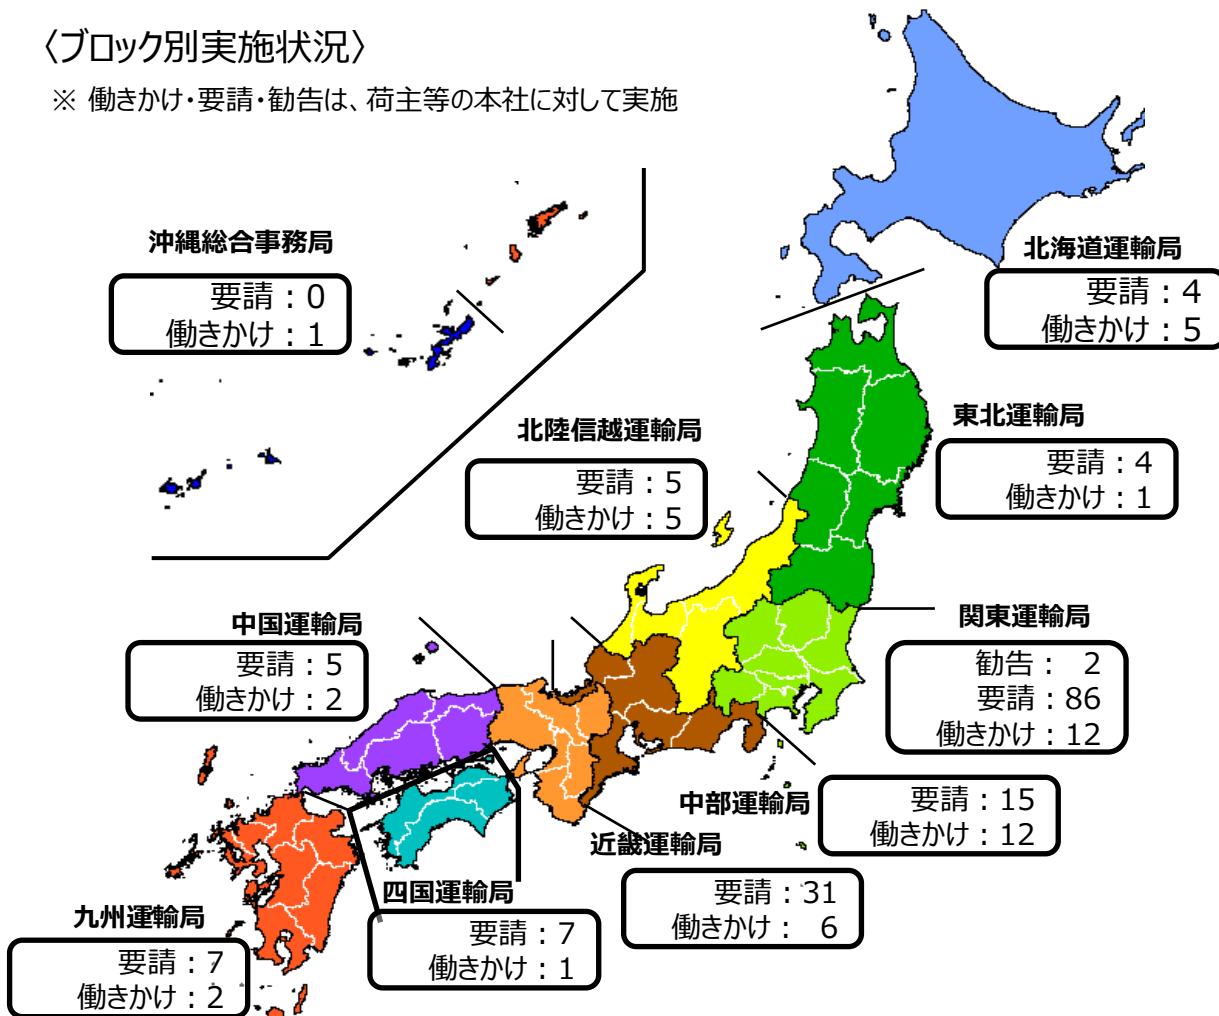 〈ブロック別実施状況〉
※ 働きかけ・要請・勧告は、荷主等の本社に対して実施
沖縄総合事務局
要請：0
働きかけ：1
北海道運輸局
要請：4
働きかけ：5
北陸信越運輸局
要請：5
働きかけ：5
東北運輸局
要請：4
働きかけ：1
中国運輸局
要請：5
働きかけ：2
関東運輸局
勧告： 2
要請：86
働きかけ：12
中部運輸局
要請：15
働きかけ：12
近畿運輸局
要請：31
働きかけ： 6
四国運輸局
要請：7
働きかけ：1
九州運輸局
要請：7
働きかけ：2